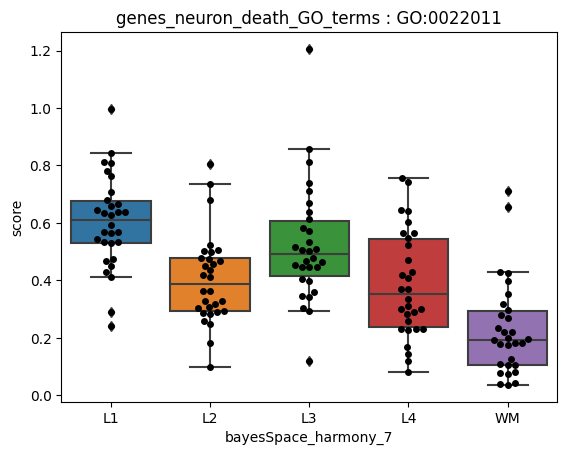 genes_neuron_death_GO_terms : GO:0022011
1.2
1.0
0.8
0.6
0.4
0.2
0.0
score
L1 L2 L3 L4 WM
bayesSpace_harmony_7